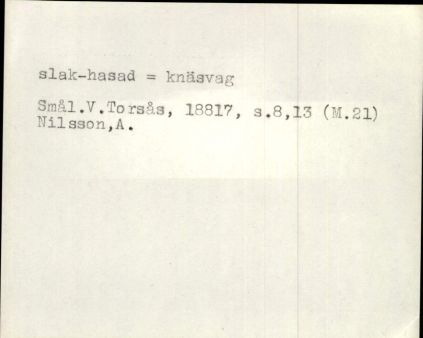 slak-hasad = knäsvag
Smål.V.Torsås, 18817, s.8,13 (M.21)
Nilsson,A.